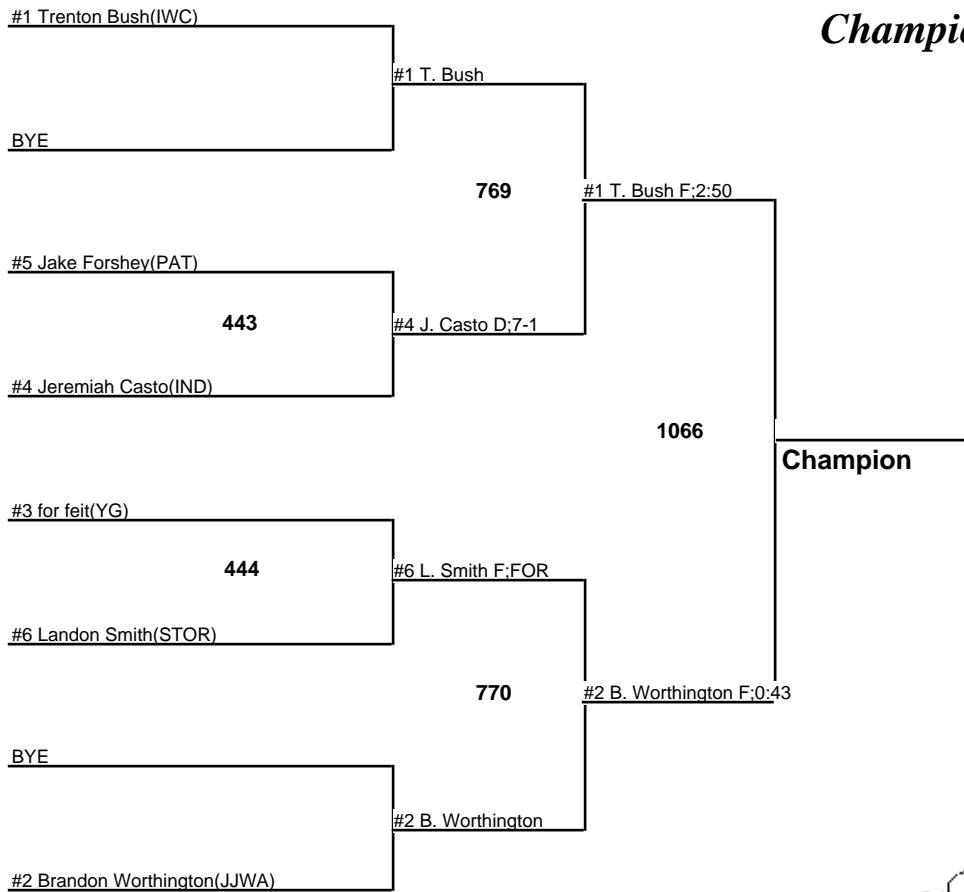 #1 Trenton Bush(IWC)
Champio
#1 T. Bush
BYE
769
#1 T. Bush F;2:50
#5 Jake Forshey(PAT)
443
#4 J. Casto D;7-1
#4 Jeremiah Casto(IND)
1066
Champion
#3 for feit(YG)
444
#6 L. Smith F;FOR
#6 Landon Smith(STOR)
770
#2 B. Worthington F;0:43
BYE
#2 B. Worthington
#2 Brandon Worthington(JJWA)